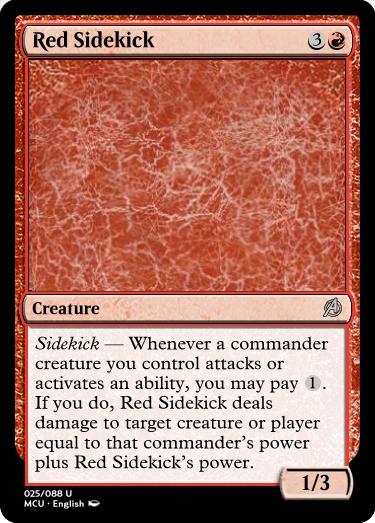 Red Sidekick 3
Creature
Sidekick — Whenever a commander
creature you control attacks or
activates an ability, you may pay 1.
If you do, Red Sidekick deals
damage to target creature or player
equal to that commander's power
plus Red Sidekick's power.
1/3
025/088 U
MCU • English